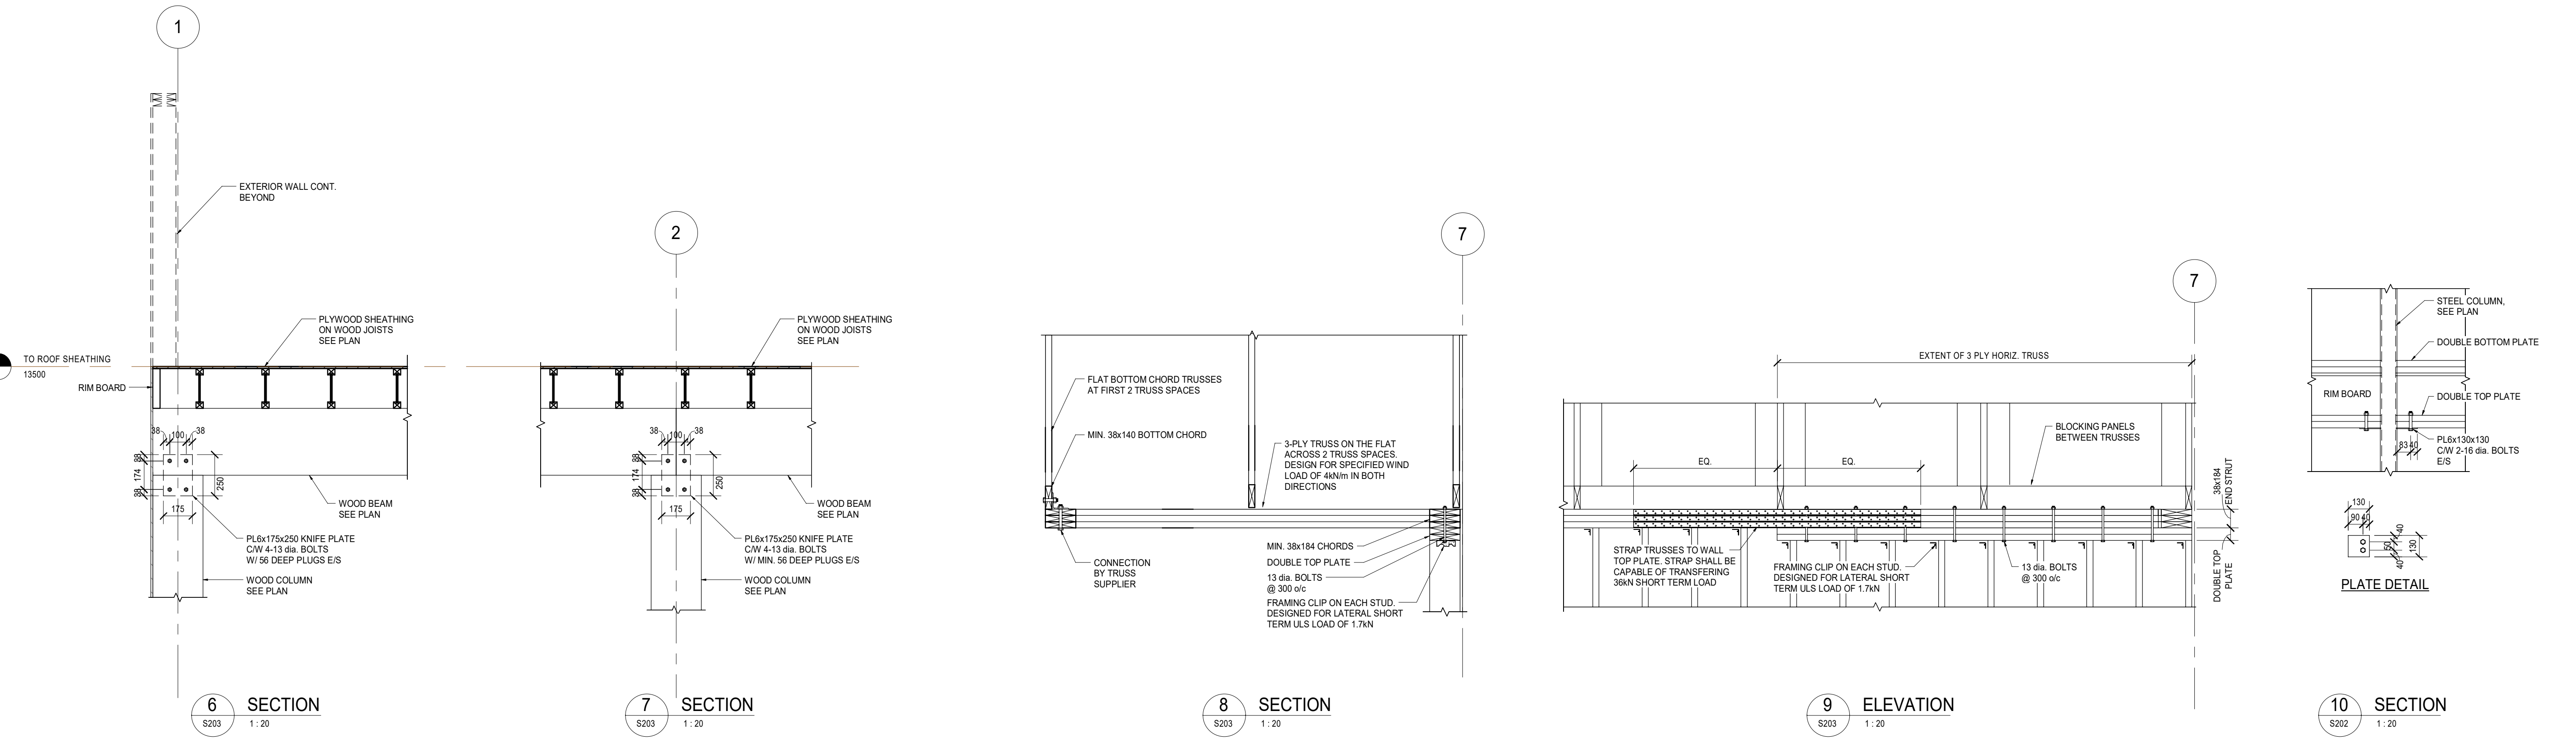 1
EXTERIOR WALL CONT.
BEYOND
PLYWOOD SHEATHING
ON WOOD JOISTS
SEE PLAN
TO ROOF SHEATHING
13500
RIM BOARD
38
100
38
38
174
38
250
175
WOOD BEAM
SEE PLAN
PL6x175x250 KNIFE PLATE
C/W 4-13 dia. BOLTS
W/ 56 DEEP PLUGS E/S
WOOD COLUMN
SEE PLAN
6
SECTION
S203
1 : 20
2
PLYWOOD SHEATHING
ON WOOD JOISTS
SEE PLAN
38
100
38
38
174
38
250
175
WOOD BEAM
SEE PLAN
PL6x175x250 KNIFE PLATE
C/W 4-13 dia. BOLTS
W/ MIN. 56 DEEP PLUGS E/S
WOOD COLUMN
SEE PLAN
7
SECTION
S203
1 : 20
7
FLAT BOTTOM CHORD TRUSSES
AT FIRST 2 TRUSS SPACES
MIN. 38x140 BOTTOM CHORD
3-PLY TRUSS ON THE FLAT
ACROSS 2 TRUSS SPACES.
DESIGN FOR SPECIFIED WIND
LOAD OF 4kN/m IN BOTH
DIRECTIONS
CONNECTION
BY TRUSS
SUPPLIER
MIN. 38x184 CHORDS
DOUBLE TOP PLATE
13 dia. BOLTS
@ 300 o/c
FRAMING CLIP ON EACH STUD.
DESIGNED FOR LATERAL SHORT
TERM ULS LOAD OF 1.7kN
8
SECTION
S203
1 : 20
7
EXTENT OF 3 PLY HORIZ. TRUSS
BLOCKING PANELS
BETWEEN TRUSSES
EQ.
EQ.
38x184
END STRUT
STRAP TRUSSES TO WALL
TOP PLATE. STRAP SHALL BE
CAPABLE OF TRANSFERING
36kN SHORT TERM LOAD
FRAMING CLIP ON EACH STUD.
DESIGNED FOR LATERAL SHORT
TERM ULS LOAD OF 1.7kN
13 dia. BOLTS
@ 300 o/c
DOUBLE TOP
PLATE
9
ELEVATION
S203
1 : 20
STEEL COLUMN,
SEE PLAN
DOUBLE BOTTOM PLATE
RIM BOARD
DOUBLE TOP PLATE
83
40
PL6x130x130
C/W 2-16 dia. BOLTS
E/S
130
90
40
40
50
40
130
PLATE DETAIL
10
SECTION
S202
1 : 20